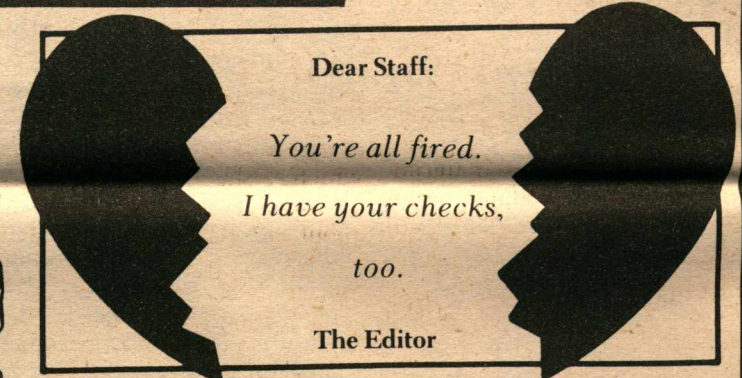 Dear Staff:
You're all fired.
I have your checks,
too.
The Editor